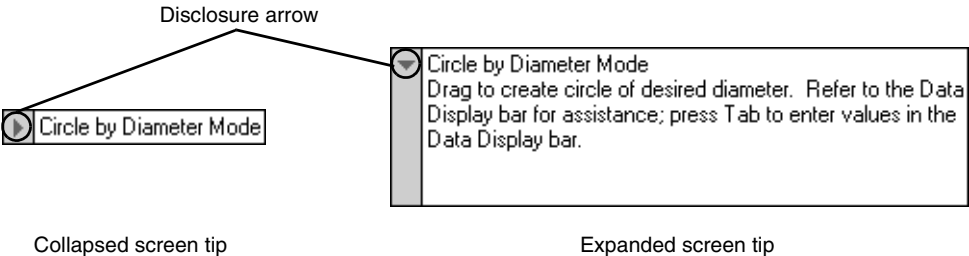 Disclosure arrow
Circle by Diameter Mode
Circle by Diameter Mode
Drag to create circle of desired diameter.  Refer to the Data
Display bar for assistance; press Tab to enter values in the
Data Display bar.
Collapsed screen tip
Expanded screen tip